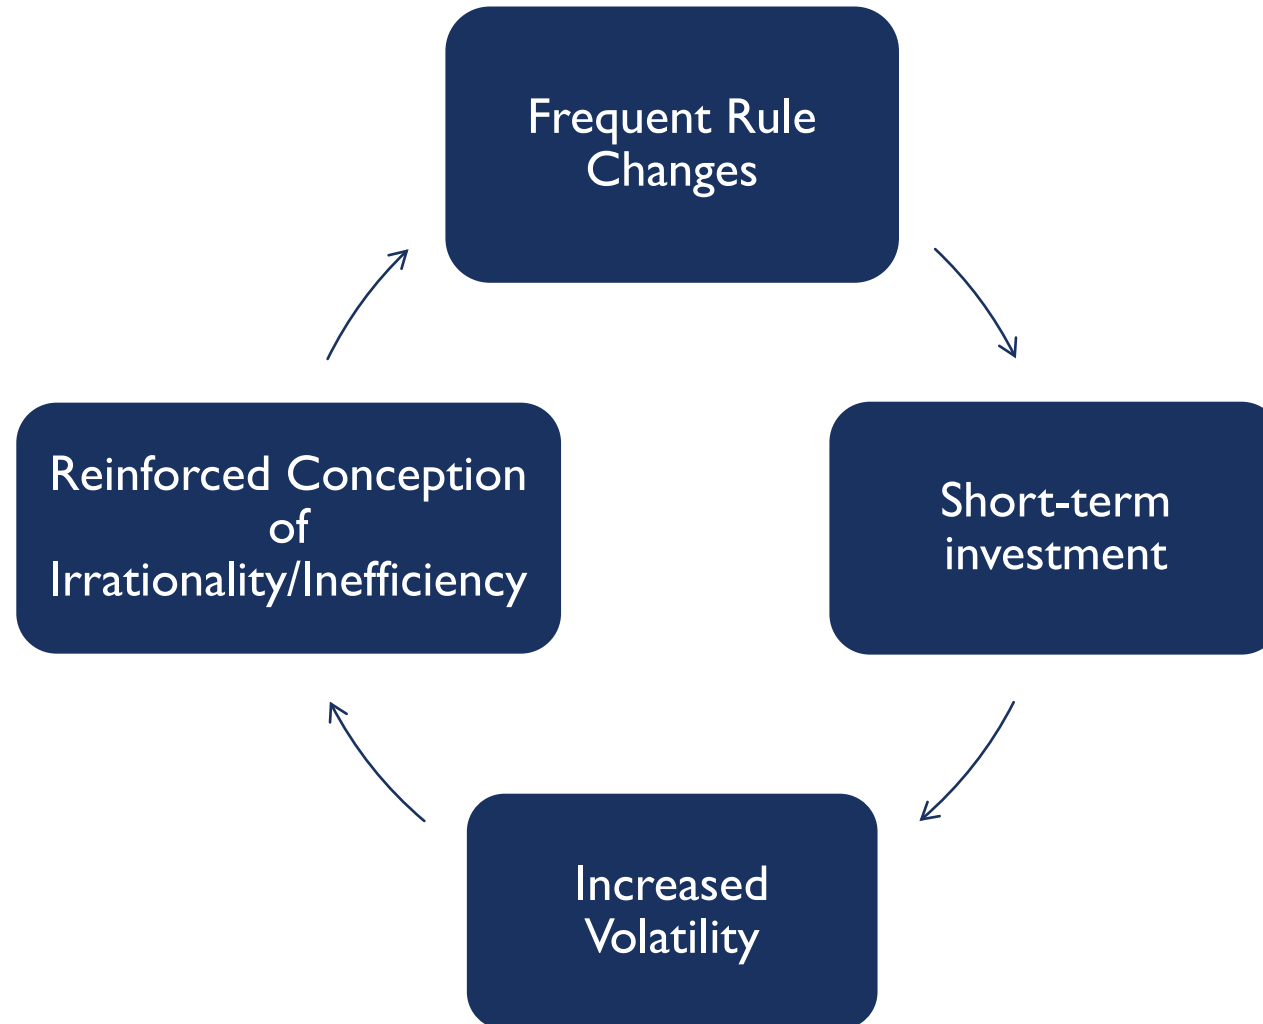 Frequent Rule
Changes
Reinforced Conception
of
Irrationality/Inefficiency
Short-term
investment
Increased
Volatility